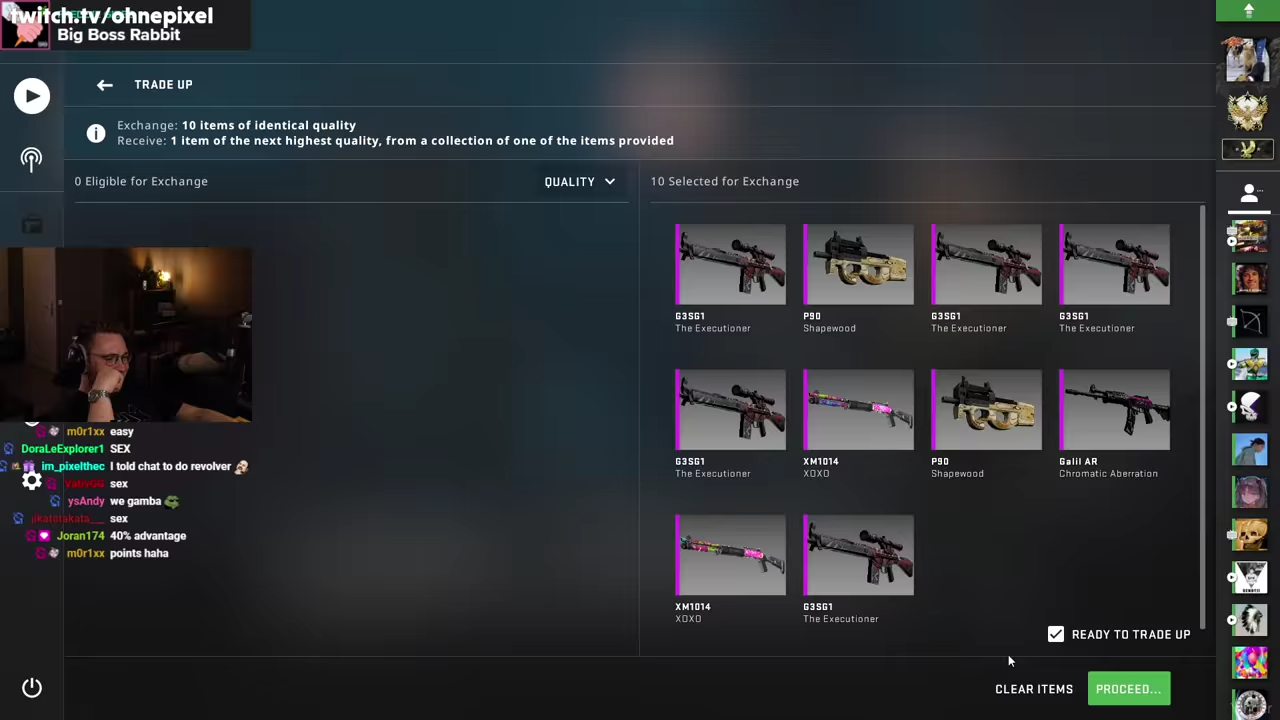 twitch.tv/ohnepixel
Big Boss Rabbit
TRADE UP
Exchange: 10 items of identical quality
Receive: 1 item of the next highest quality, from a collection of one of the items provided
0 Eligible for Exchange
QUALITY
10 Selected for Exchange
G3SG1
The Executioner
P90
Shapewood
G3SG1
The Executioner
G3SG1
The Executioner
G3SG1
The Executioner
XM1014
XOXO
P90
Shapewood
Galil AR
Chromatic Aberration
XM1014
XOXO
G3SG1
The Executioner
m0r1xx easy
DoraLeExplorer1 SEX
im_pixelthec I told chat to do revolver
VativGG sex
ysAndy we gamba
sex
Joran174 40% advantage
m0r1xx points haha
READY TO TRADE UP
CLEAR ITEMS
PROCEED...